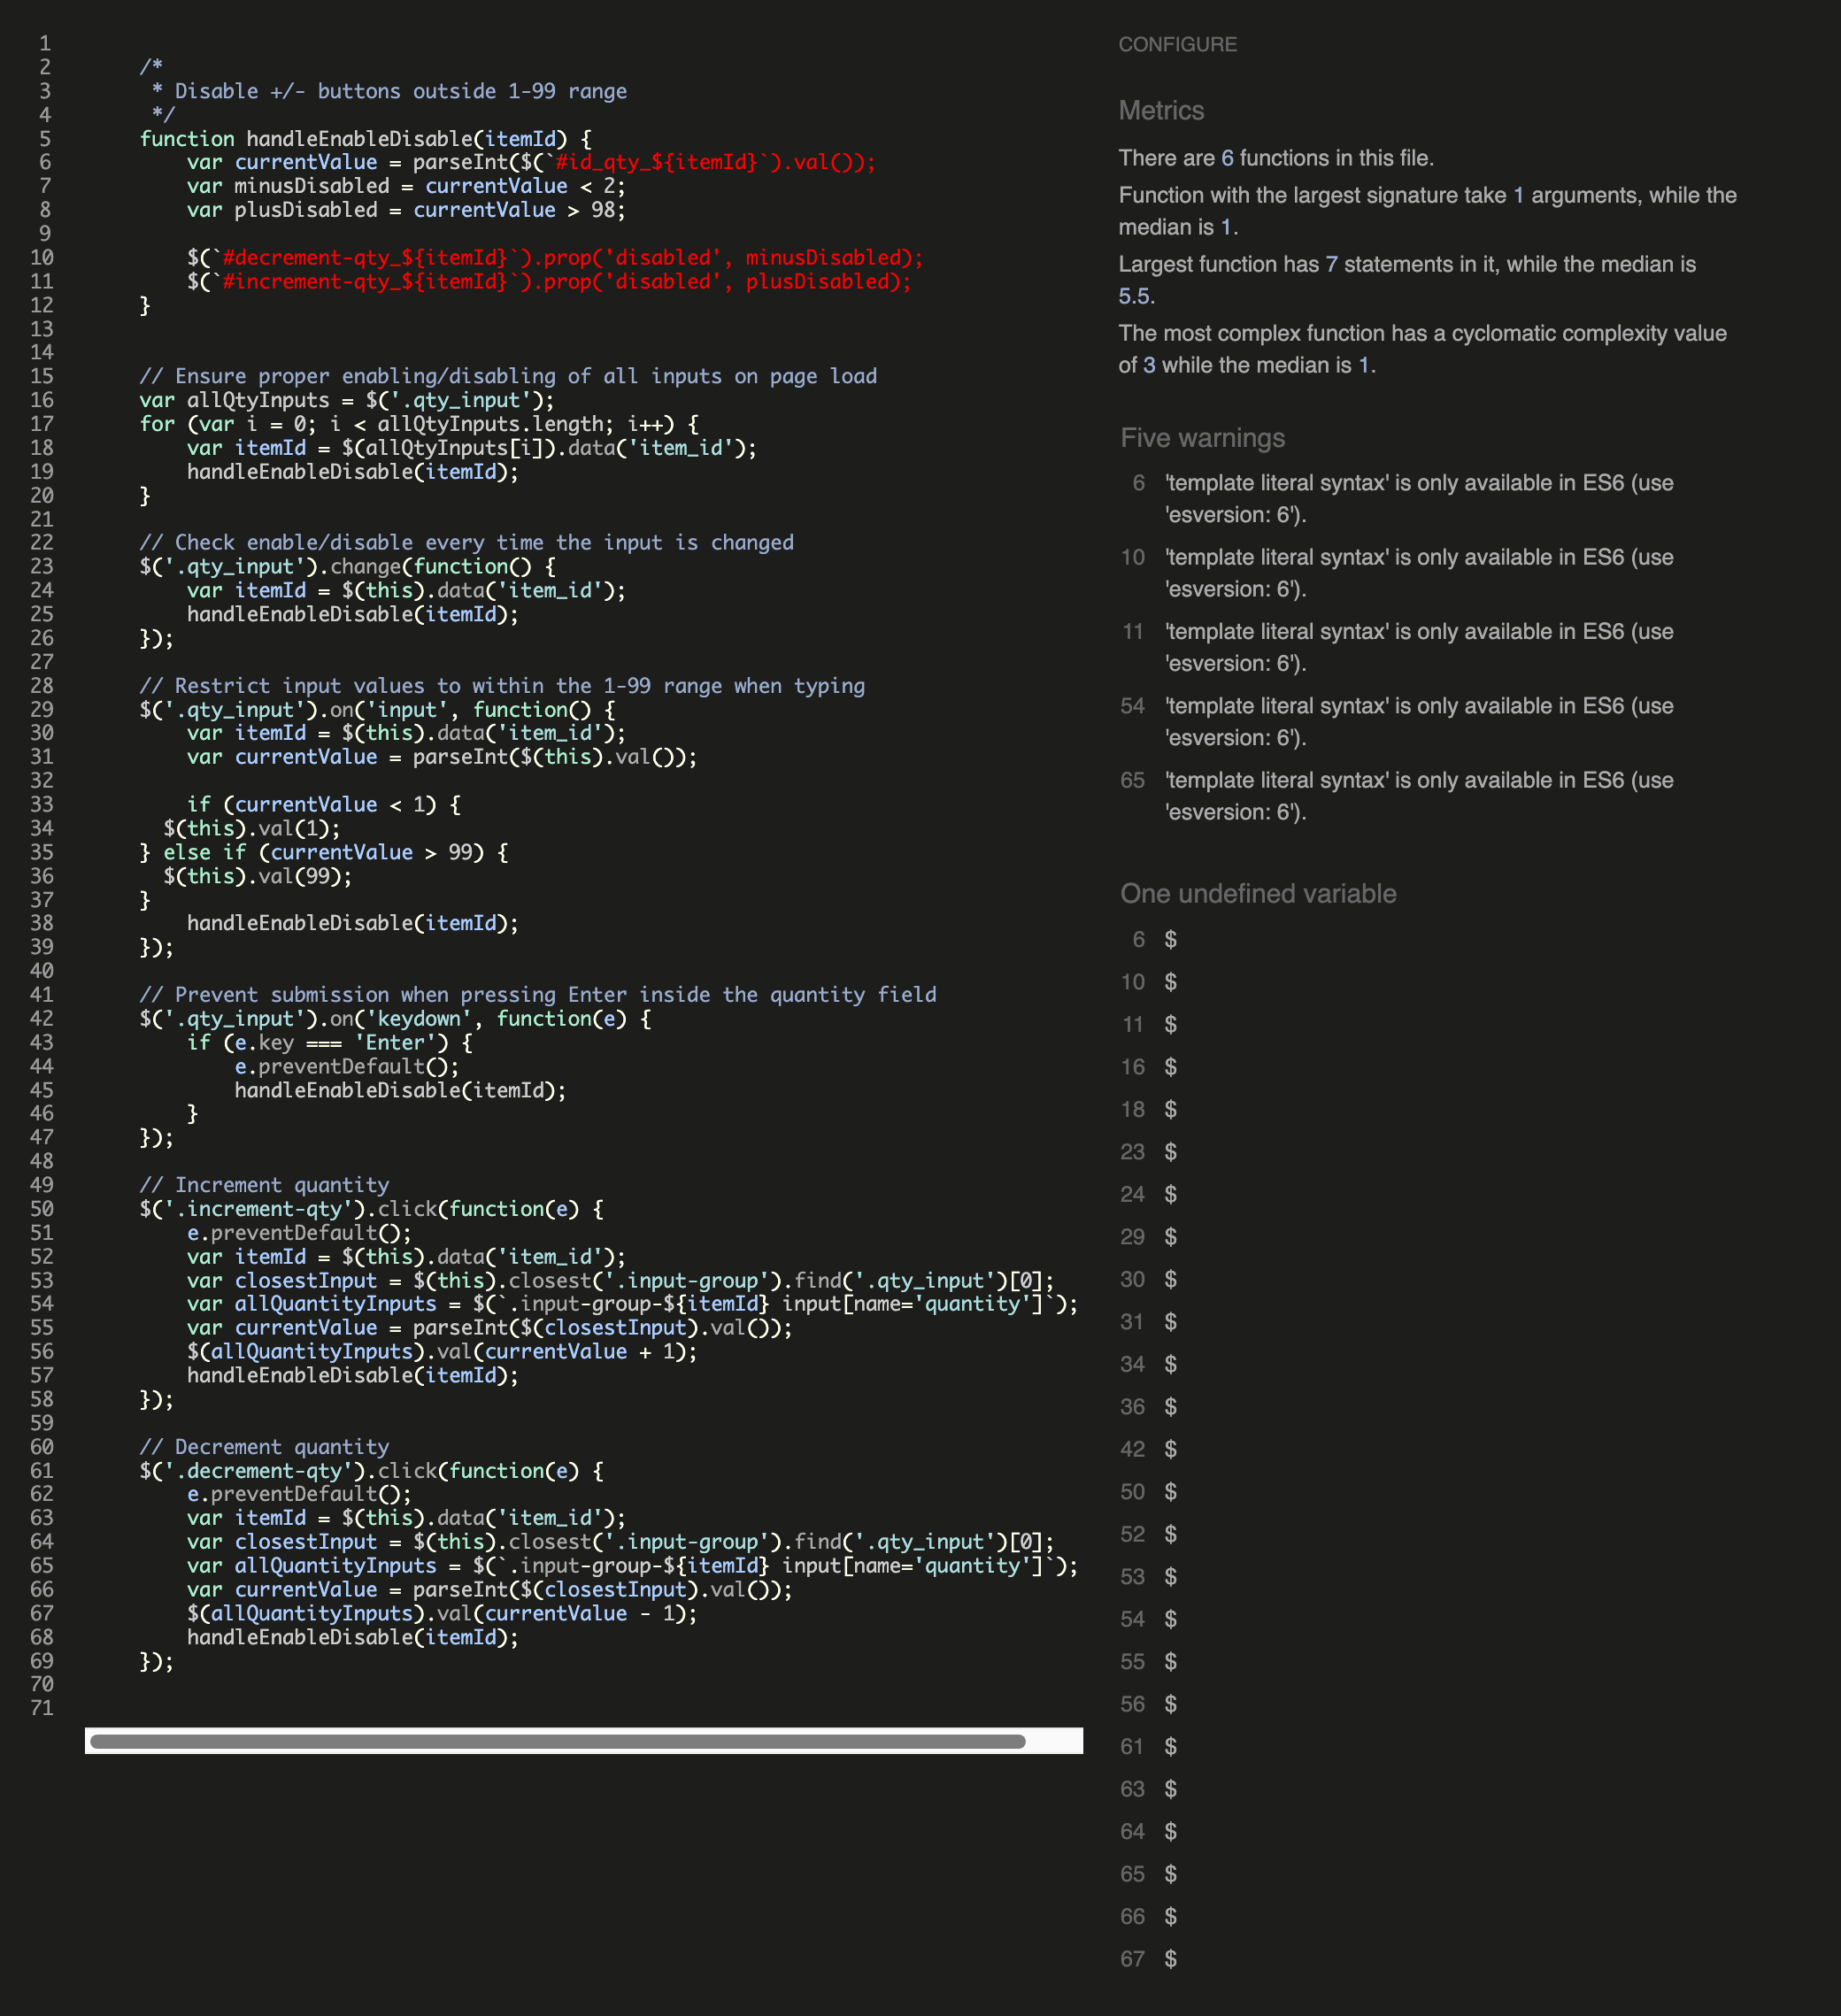 1
2 /*
3 * Disable +/- buttons outside 1-99 range
4 */
5 function handleEnableDisable(itemId) {
6 var currentValue = parseInt($(`#id_qty_${itemId}`).val());
7 var minusDisabled = currentValue < 2;
8 var plusDisabled = currentValue > 98;
9
10 $(`#decrement-qty_${itemId}`).prop('disabled', minusDisabled);
11 $(`#increment-qty_${itemId}`).prop('disabled', plusDisabled);
12 }
13
14
15 // Ensure proper enabling/disabling of all inputs on page load
16 var allQtyInputs = $('.qty_input');
17 for (var i = 0; i < allQtyInputs.length; i++) {
18 var itemId = $(allQtyInputs[i]).data('item_id');
19 handleEnableDisable(itemId);
20 }
21
22 // Check enable/disable every time the input is changed
23 $('.qty_input').change(function() {
24 var itemId = $(this).data('item_id');
25 handleEnableDisable(itemId);
26 });
27
28 // Restrict input values to within the 1-99 range when typing
29 $('.qty_input').on('input', function() {
30 var itemId = $(this).data('item_id');
31 var currentValue = parseInt($(this).val());
32
33 if (currentValue < 1) {
34 $(this).val(1);
35 } else if (currentValue > 99) {
36 $(this).val(99);
37 }
38 handleEnableDisable(itemId);
39 });
40
41 // Prevent submission when pressing Enter inside the quantity field
42 $('.qty_input').on('keydown', function(e) {
43 if (e.key === 'Enter') {
44 e.preventDefault();
45 handleEnableDisable(itemId);
46 }
47 });
48
49 // Increment quantity
50 $('.increment-qty').click(function(e) {
51 e.preventDefault();
52 var itemId = $(this).data('item_id');
53 var closestInput = $(this).closest('.input-group').find('.qty_input')[0];
54 var allQuantityInputs = $(`.input-group-${itemId} input[name='quantity']`);
55 var currentValue = parseInt($(closestInput).val());
56 $(allQuantityInputs).val(currentValue + 1);
57 handleEnableDisable(itemId);
58 });
59
60 // Decrement quantity
61 $('.decrement-qty').click(function(e) {
62 e.preventDefault();
63 var itemId = $(this).data('item_id');
64 var closestInput = $(this).closest('.input-group').find('.qty_input')[0];
65 var allQuantityInputs = $(`.input-group-${itemId} input[name='quantity']`);
66 var currentValue = parseInt($(closestInput).val());
67 $(allQuantityInputs).val(currentValue - 1);
68 handleEnableDisable(itemId);
69 });
70
71
CONFIGURE
Metrics
There are 6 functions in this file.
Function with the largest signature take 1 arguments, while the
median is 1.
Largest function has 7 statements in it, while the median is
5.5.
The most complex function has a cyclomatic complexity value
of 3 while the median is 1.
Five warnings
6 'template literal syntax' is only available in ES6 (use
'esversion: 6').
10 'template literal syntax' is only available in ES6 (use
'esversion: 6').
11 'template literal syntax' is only available in ES6 (use
'esversion: 6').
54 'template literal syntax' is only available in ES6 (use
'esversion: 6').
65 'template literal syntax' is only available in ES6 (use
'esversion: 6').
One undefined variable
6 $
10 $
11 $
16 $
18 $
23 $
24 $
29 $
30 $
31 $
34 $
36 $
42 $
50 $
52 $
53 $
54 $
55 $
56 $
61 $
63 $
64 $
65 $
66 $
67 $